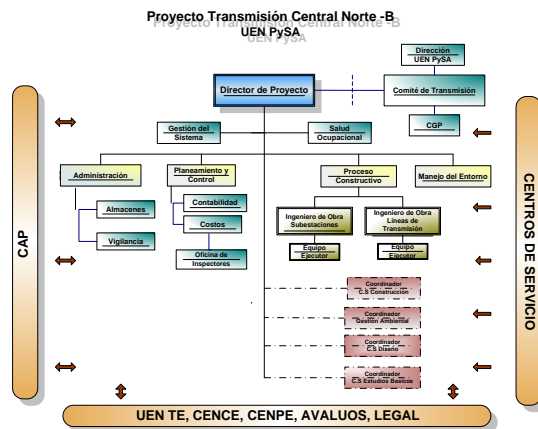 Proyecto Transmisión Central Norte -B
UEN PySA
Dirección
UEN PySA
Director de Proyecto
Comité de Transmisión
CGP
Gestión del
Sistema
Salud
Ocupacional
Administración
Planeamiento y
Control
Proceso
Constructivo
Manejo del Entorno
Almacenes
Vigilancia
Contabilidad
Costos
Oficina de
Inspectores
Ingeniero de Obra
Subestaciones
Ingeniero de Obra
Líneas de
Transmisión
Equipo
Ejecutor
Equipo
Ejecutor
Coordinador
C.S Construcción
Coordinador
Gestión Ambiental
Coordinador
C.S Diseño
Coordinador
C.S Estudios Básicos
CAP
CENTROS DE SERVICIO
UEN TE, CENCE, CENPE, AVALUOS, LEGAL